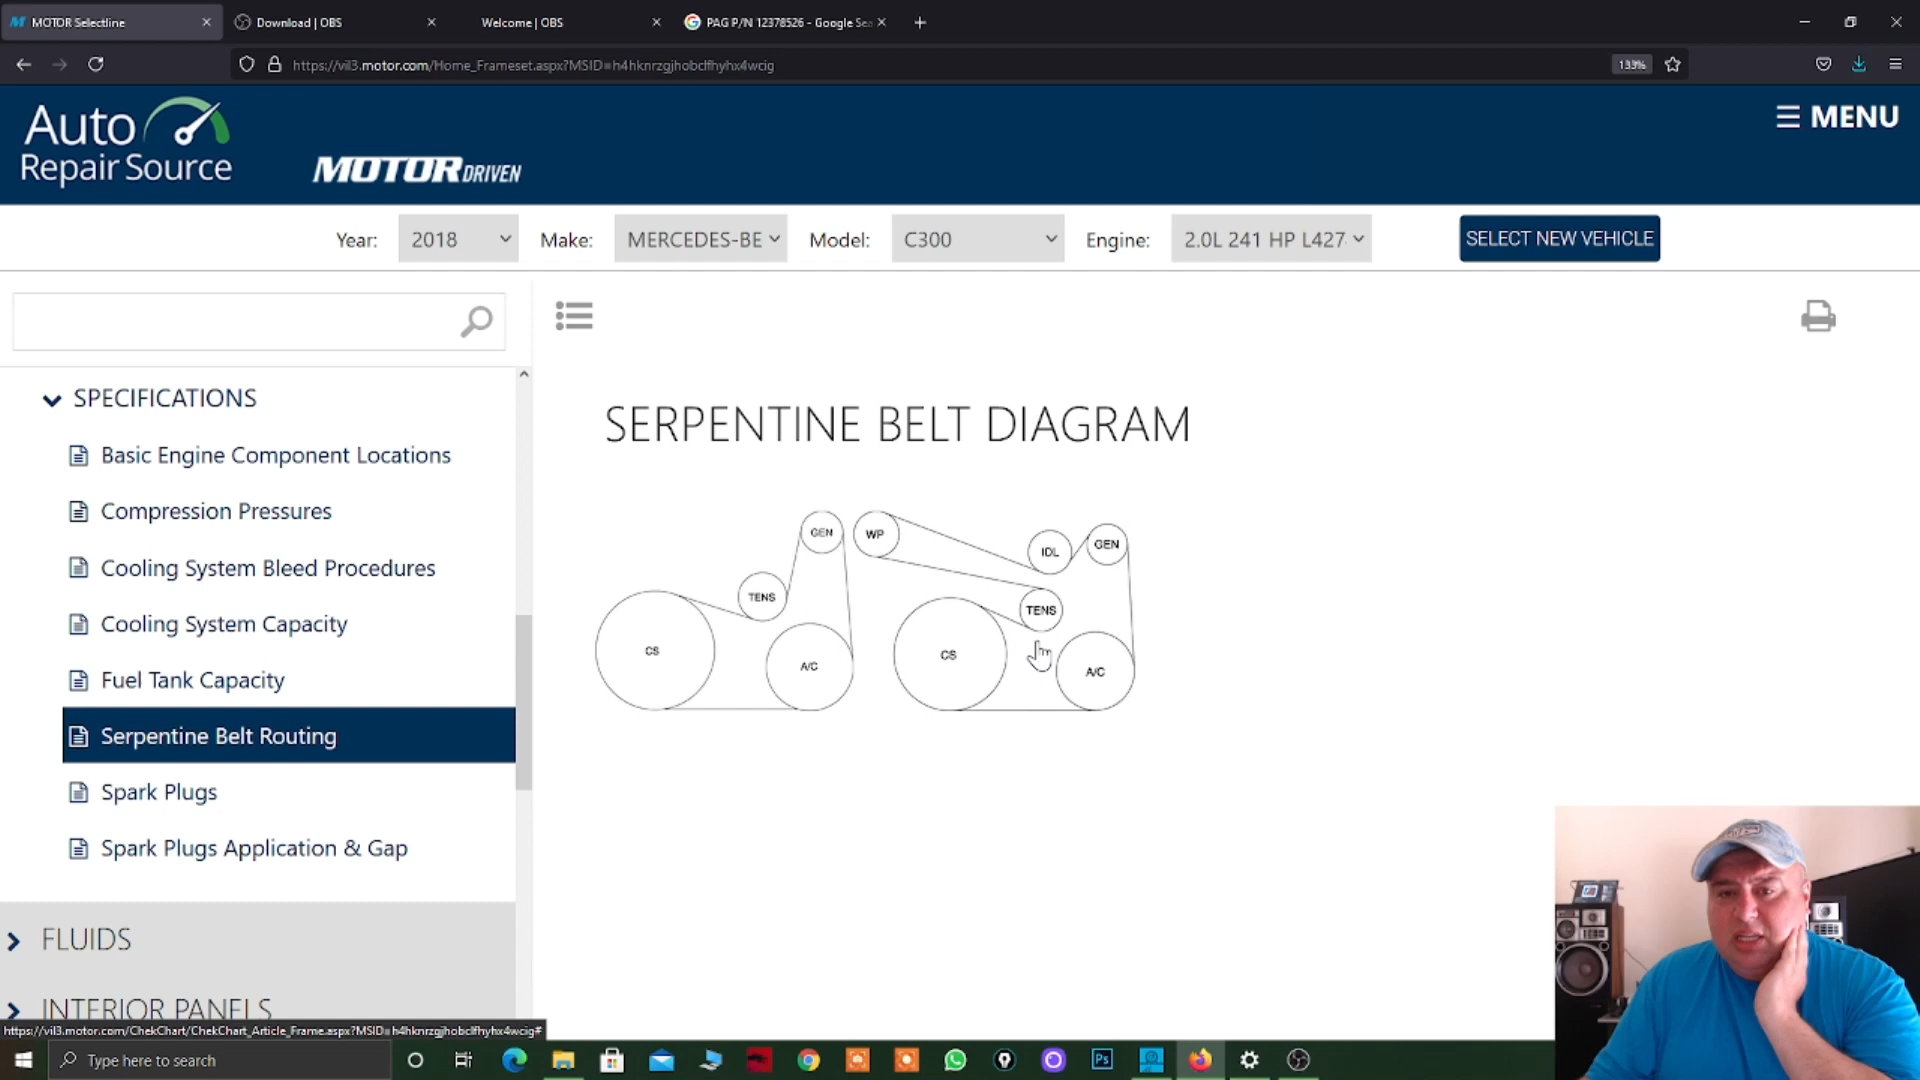 MOTOR Selectline
Download | OBS
Welcome | OBS
PAG P/N 12378526 - Google Sea
https://vil3.motor.com/Home_Frameset.aspx?MSID=h4hknrzgjhobclfhyhx4wcig
133%
Auto
Repair Source
MOTOR DRIVEN
MENU
Year: 2018 Make: MERCEDES-BE Model: C300 Engine: 2.0L 241 HP L427. SELECT NEW VEHICLE
SPECIFICATIONS
Basic Engine Component Locations
Compression Pressures
Cooling System Bleed Procedures
Cooling System Capacity
Fuel Tank Capacity
Serpentine Belt Routing
Spark Plugs
Spark Plugs Application & Gap
FLUIDS
INTERIOR PANELS
SERPENTINE BELT DIAGRAM
GEN WP IDL GEN
TENS TENS
CS A/C CS A/C
https://vil3.motor.com/ChekChart/ChekChart_Article_Frame.aspx?MSID=h4hknrzgjhobclfhyhx4wcig#
Type here to search
Ps